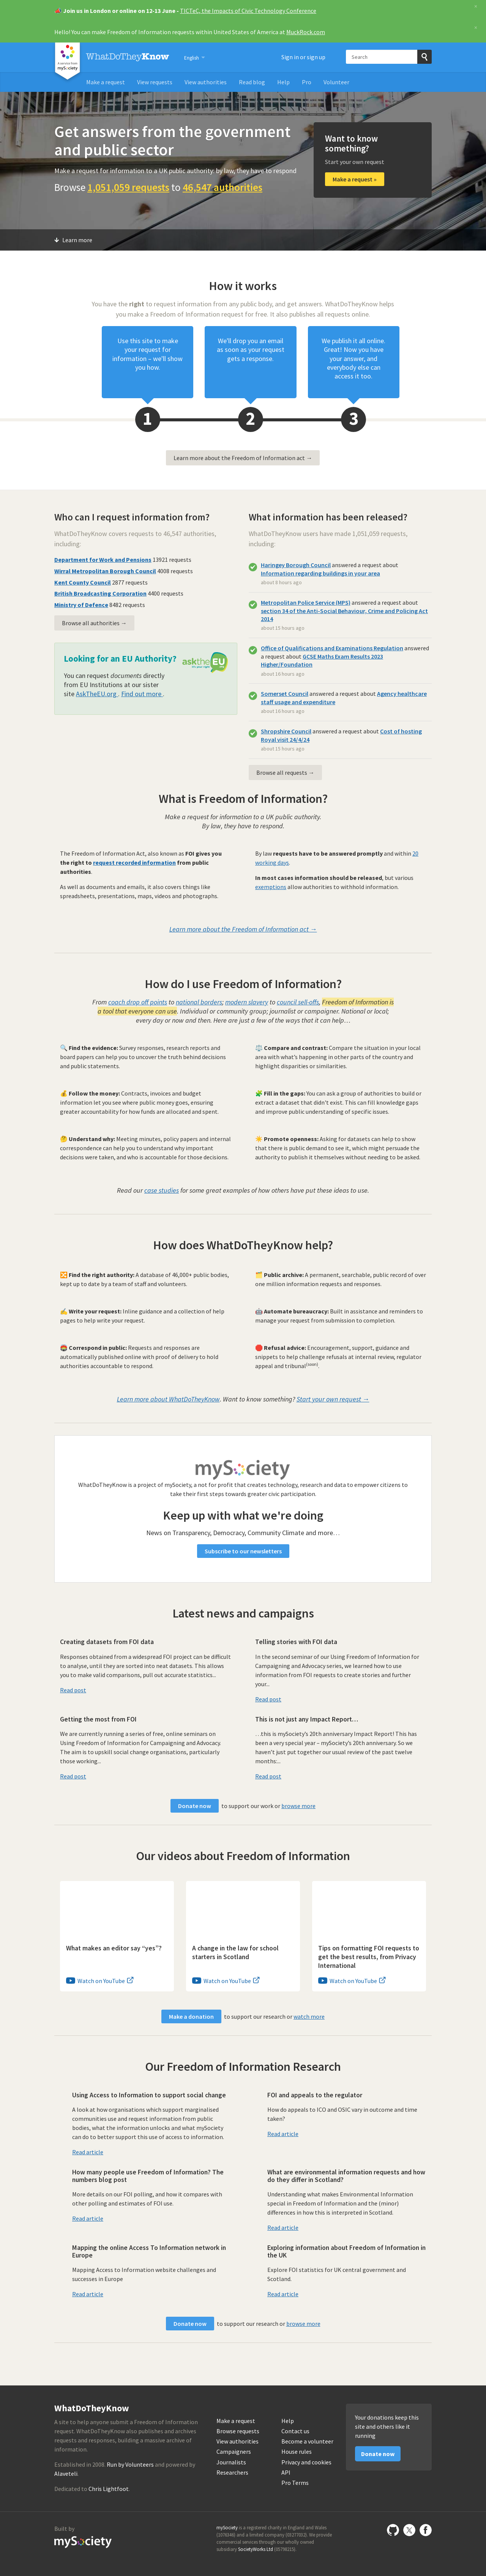 Join us in London or online on 12-13 June - TICTeC, the Impacts of Civic Technology Conference
Hello! You can make Freedom of Information requests within United States of America at MuckRock.com
mySociety
WhatDoTheyKnow
English
Sign in or sign up
Search
Make a request
View requests
View authorities
Read blog
Help
Pro
Volunteer
Get answers from the government
and public sector
Make a request for information to a UK public authority: by law, they have to respond
Browse 1,051,059 requests to 46,547 authorities
Want to know
something?
Start your own request
Make a request »
Learn more
How it works
You have the right to request information from any public body, and get answers. WhatDoTheyKnow helps
you make a Freedom of Information request for free. It also publishes all requests online.
Use this site to make
your request for
information – we'll show
you how.
We'll drop you an email
as soon as your request
gets a response.
We publish it all online.
Great! Now you have
your answer, and
everybody else can
access it too.
1
2
3
Learn more about the Freedom of Information act →
Who can I request information from?
WhatDoTheyKnow covers requests to 46,547 authorities,
including:
Department for Work and Pensions 13921 requests
Wirral Metropolitan Borough Council 4008 requests
Kent County Council 2877 requests
British Broadcasting Corporation 4400 requests
Ministry of Defence 8482 requests
Browse all authorities →
Looking for an EU Authority?
asktheEU
You can request documents directly
from EU Institutions at our sister
site AskTheEU.org. Find out more .
What information has been released?
WhatDoTheyKnow users have made 1,051,059 requests,
including:
Haringey Borough Council answered a request about
Information regarding buildings in your area
about 8 hours ago
Metropolitan Police Service (MPS) answered a request about
section 34 of the Anti-Social Behaviour, Crime and Policing Act
2014
about 15 hours ago
Office of Qualifications and Examinations Regulation answered
a request about GCSE Maths Exam Results 2023
Higher/Foundation
about 16 hours ago
Somerset Council answered a request about Agency healthcare
staff usage and expenditure
about 16 hours ago
Shropshire Council answered a request about Cost of hosting
Royal visit 24/4/24
about 15 hours ago
Browse all requests →
What is Freedom of Information?
Make a request for information to a UK public authority.
By law, they have to respond.
The Freedom of Information Act, also known as FOI gives you
the right to request recorded information from public
authorities.
As well as documents and emails, it also covers things like
spreadsheets, presentations, maps, videos and photographs.
By law requests have to be answered promptly and within 20
working days.
In most cases information should be released, but various
exemptions allow authorities to withhold information.
Learn more about the Freedom of Information act →
How do I use Freedom of Information?
From coach drop off points to national borders; modern slavery to council sell-offs, Freedom of Information is
a tool that everyone can use. Individual or community group; journalist or campaigner. National or local;
every day or now and then. Here are just a few of the ways that it can help…
Find the evidence: Survey responses, research reports and
board papers can help you to uncover the truth behind decisions
and public statements.
Compare and contrast: Compare the situation in your local
area with what's happening in other parts of the country and
highlight disparities or similarities.
Follow the money: Contracts, invoices and budget
information let you see where public money goes, ensuring
greater accountability for how funds are allocated and spent.
Fill in the gaps: You can ask a group of authorities to build or
extract a dataset that didn't exist. This can fill knowledge gaps
and improve public understanding of specific issues.
Understand why: Meeting minutes, policy papers and internal
correspondence can help you to understand why important
decisions were taken, and who is accountable for those decisions.
Promote openness: Asking for datasets can help to show
that there is public demand to see it, which might persuade the
authority to publish it themselves without needing to be asked.
Read our case studies for some great examples of how others have put these ideas to use.
How does WhatDoTheyKnow help?
Find the right authority: A database of 46,000+ public bodies,
kept up to date by a team of staff and volunteers.
Public archive: A permanent, searchable, public record of over
one million information requests and responses.
Write your request: Inline guidance and a collection of help
pages to help write your request.
Automate bureaucracy: Built in assistance and reminders to
manage your request from submission to completion.
Correspond in public: Requests and responses are
automatically published online with proof of delivery to hold
authorities accountable to respond.
Refusal advice: Encouragement, support, guidance and
snippets to help challenge refusals at internal review, regulator
appeal and tribunal(soon).
Learn more about WhatDoTheyKnow. Want to know something? Start your own request →
mySociety
WhatDoTheyKnow is a project of mySociety, a not for profit that creates technology, research and data to empower citizens to
take their first steps towards greater civic participation.
Keep up with what we're doing
News on Transparency, Democracy, Community Climate and more…
Subscribe to our newsletters
Latest news and campaigns
Creating datasets from FOI data
Responses obtained from a widespread FOI project can be difficult
to analyse, until they are sorted into neat datasets. This allows
you to make valid comparisons, pull out accurate statistics...
Read post
Telling stories with FOI data
In the second seminar of our Using Freedom of Information for
Campaigning and Advocacy series, we learned how to use
information from FOI requests to create stories and further
your...
Read post
Getting the most from FOI
We are currently running a series of free, online seminars on
Using Freedom of Information for Campaigning and Advocacy.
The aim is to upskill social change organisations, particularly
those working...
Read post
This is not just any Impact Report…
…this is mySociety's 20th anniversary Impact Report! This has
been a very special year – mySociety's 20th anniversary. So we
haven't just put together our usual review of the past twelve
months:...
Read post
Donate now to support our work or browse more
Our videos about Freedom of Information
What makes an editor say “yes”?
Watch on YouTube
A change in the law for school
starters in Scotland
Watch on YouTube
Tips on formatting FOI requests to
get the best results, from Privacy
International
Watch on YouTube
Make a donation to support our research or watch more
Our Freedom of Information Research
Using Access to Information to support social change
A look at how organisations which support marginalised
communities use and request information from public
bodies, what the information unlocks and what mySociety
can do to better support this use of access to information.
Read article
FOI and appeals to the regulator
How do appeals to ICO and OSIC vary in outcome and time
taken?
Read article
How many people use Freedom of Information? The
numbers blog post
More details on our FOI polling, and how it compares with
other polling and estimates of FOI use.
Read article
What are environmental information requests and how
do they differ in Scotland?
Understanding what makes Environmental Information
special in Freedom of Information and the (minor)
differences in how this is interpreted in Scotland.
Read article
Mapping the online Access To Information network in
Europe
Mapping Access to Information website challenges and
successes in Europe
Read article
Exploring information about Freedom of Information in
the UK
Explore FOI statistics for UK central government and
Scotland.
Read article
Donate now to support our research or browse more
WhatDoTheyKnow
A site to help anyone submit a Freedom of Information
request. WhatDoTheyKnow also publishes and archives
requests and responses, building a massive archive of
information.
Established in 2008. Run by Volunteers and powered by
Alaveteli.
Dedicated to Chris Lightfoot.
Make a request
Browse requests
View authorities
Campaigners
Journalists
Researchers
Help
Contact us
Become a volunteer
House rules
Privacy and cookies
API
Pro Terms
Your donations keep this
site and others like it
running
Donate now
Built by
mySociety
mySociety is a registered charity in England and Wales
(1076346) and a limited company (03277032). We provide
commercial services through our wholly owned
subsidiary SocietyWorks Ltd (05798215).